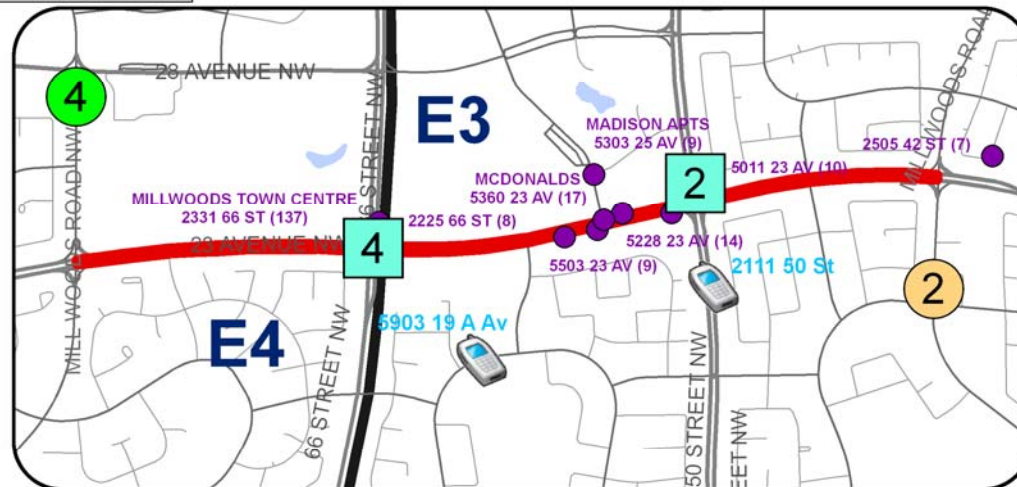 28 AVENUE NW
4
E3
MADISON APTS
5303 25 AV (9)
2505 42 ST (7)
MILLWOODS ROAD
66 STREET NW
MCDONALDS
5360 23 AV (17)
2
5011 23 AV (10)
MILLWOODS TOWN CENTRE
2331 66 ST (137)
2225 66 ST (8)
23 AVENUE NW
4
5228 23 AV (14)
5503 23 AV (9)
2111 50 St
2
MILL WOODS ROAD NW
5903 19 A Av
E4
66 STREET NW
50 STREET NW
EET NW